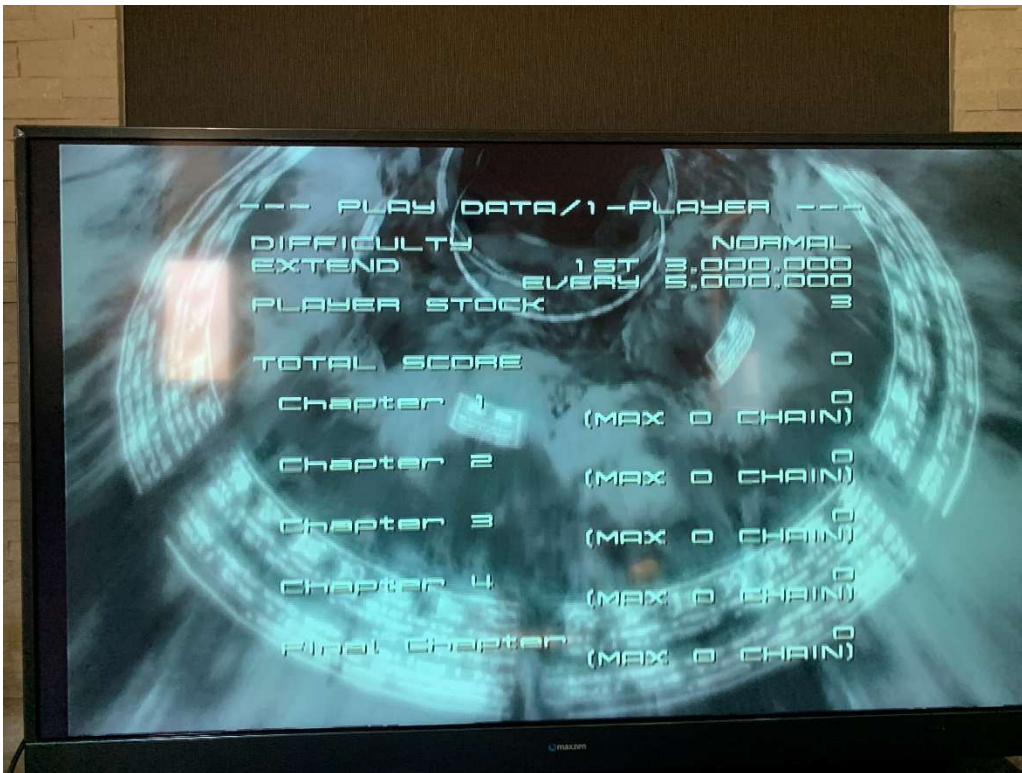 --- PLAY DATA/1-PLAYER ---
DIFFICULTY NORMAL
EXTEND 1ST 3,000,000
EVERY 5,000,000
PLAYER STOCK 3
TOTAL SCORE 0
Chapter 1 0
(MAX 0 CHAIN)
Chapter 2 0
(MAX 0 CHAIN)
Chapter 3 0
(MAX 0 CHAIN)
Chapter 4 0
(MAX 0 CHAIN)
Final Chapter 0
(MAX 0 CHAIN)
maxzen